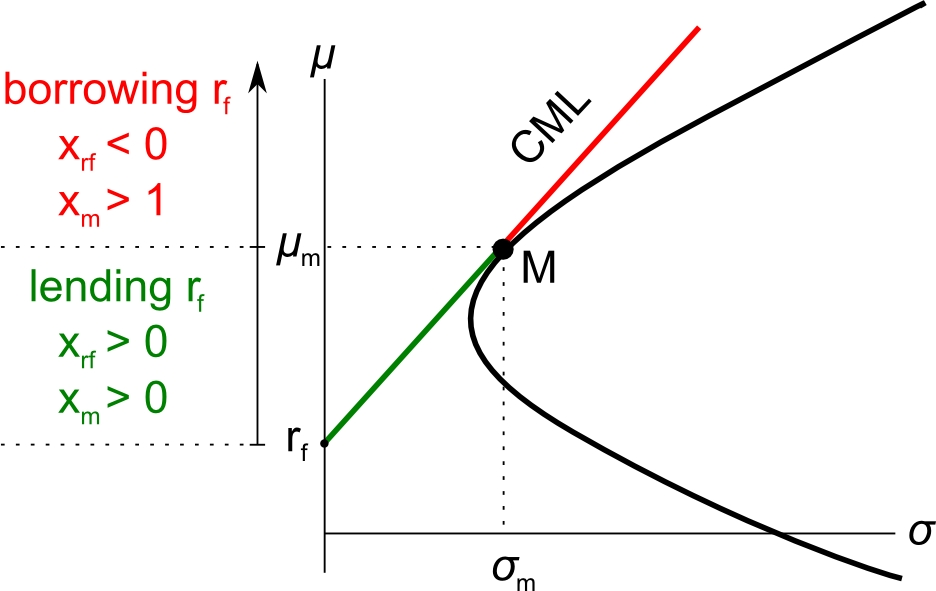 μ
borrowing r_f
x_rf < 0
x_m > 1
CML
μ_m
M
lending r_f
x_rf > 0
x_m > 0
r_f
σ
σ_m